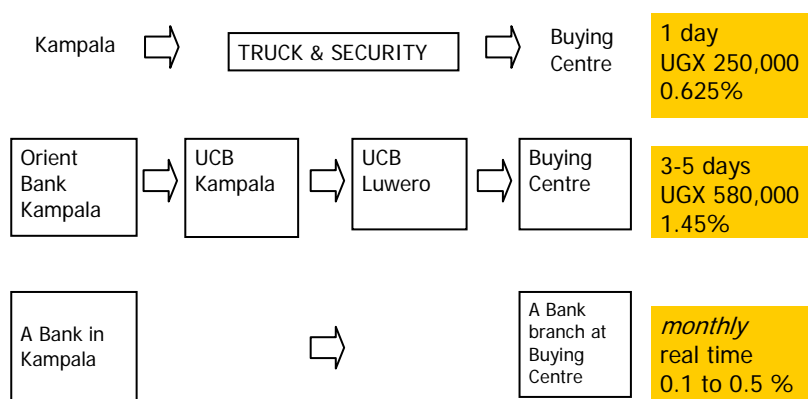 Kampala
TRUCK & SECURITY
Buying
Centre
1 day
UGX 250,000
0.625%
Orient
Bank
Kampala
UCB
Kampala
UCB
Luwero
Buying
Centre
3-5 days
UGX 580,000
1.45%
A Bank in
Kampala
A Bank
branch at
Buying
Centre
monthly
real time
0.1 to 0.5 %